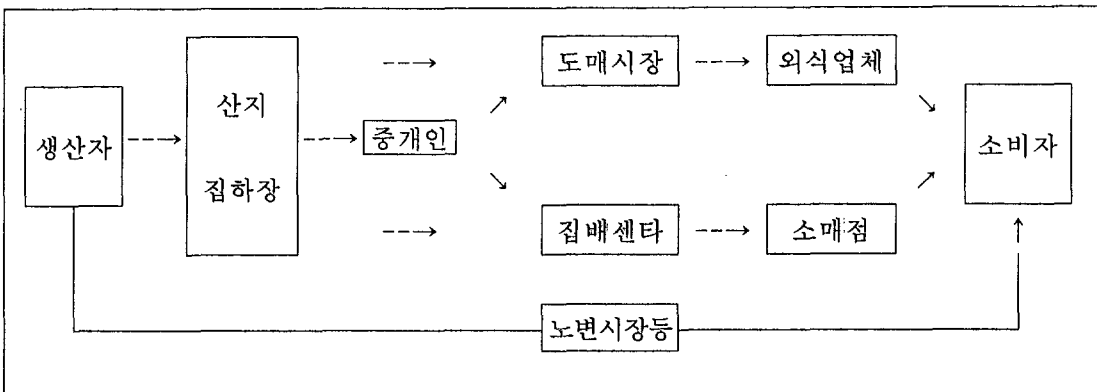 도매시장
외식업체
산지
집하장
생산자
중개인
소비자
집배센타
소매점
노변시장등